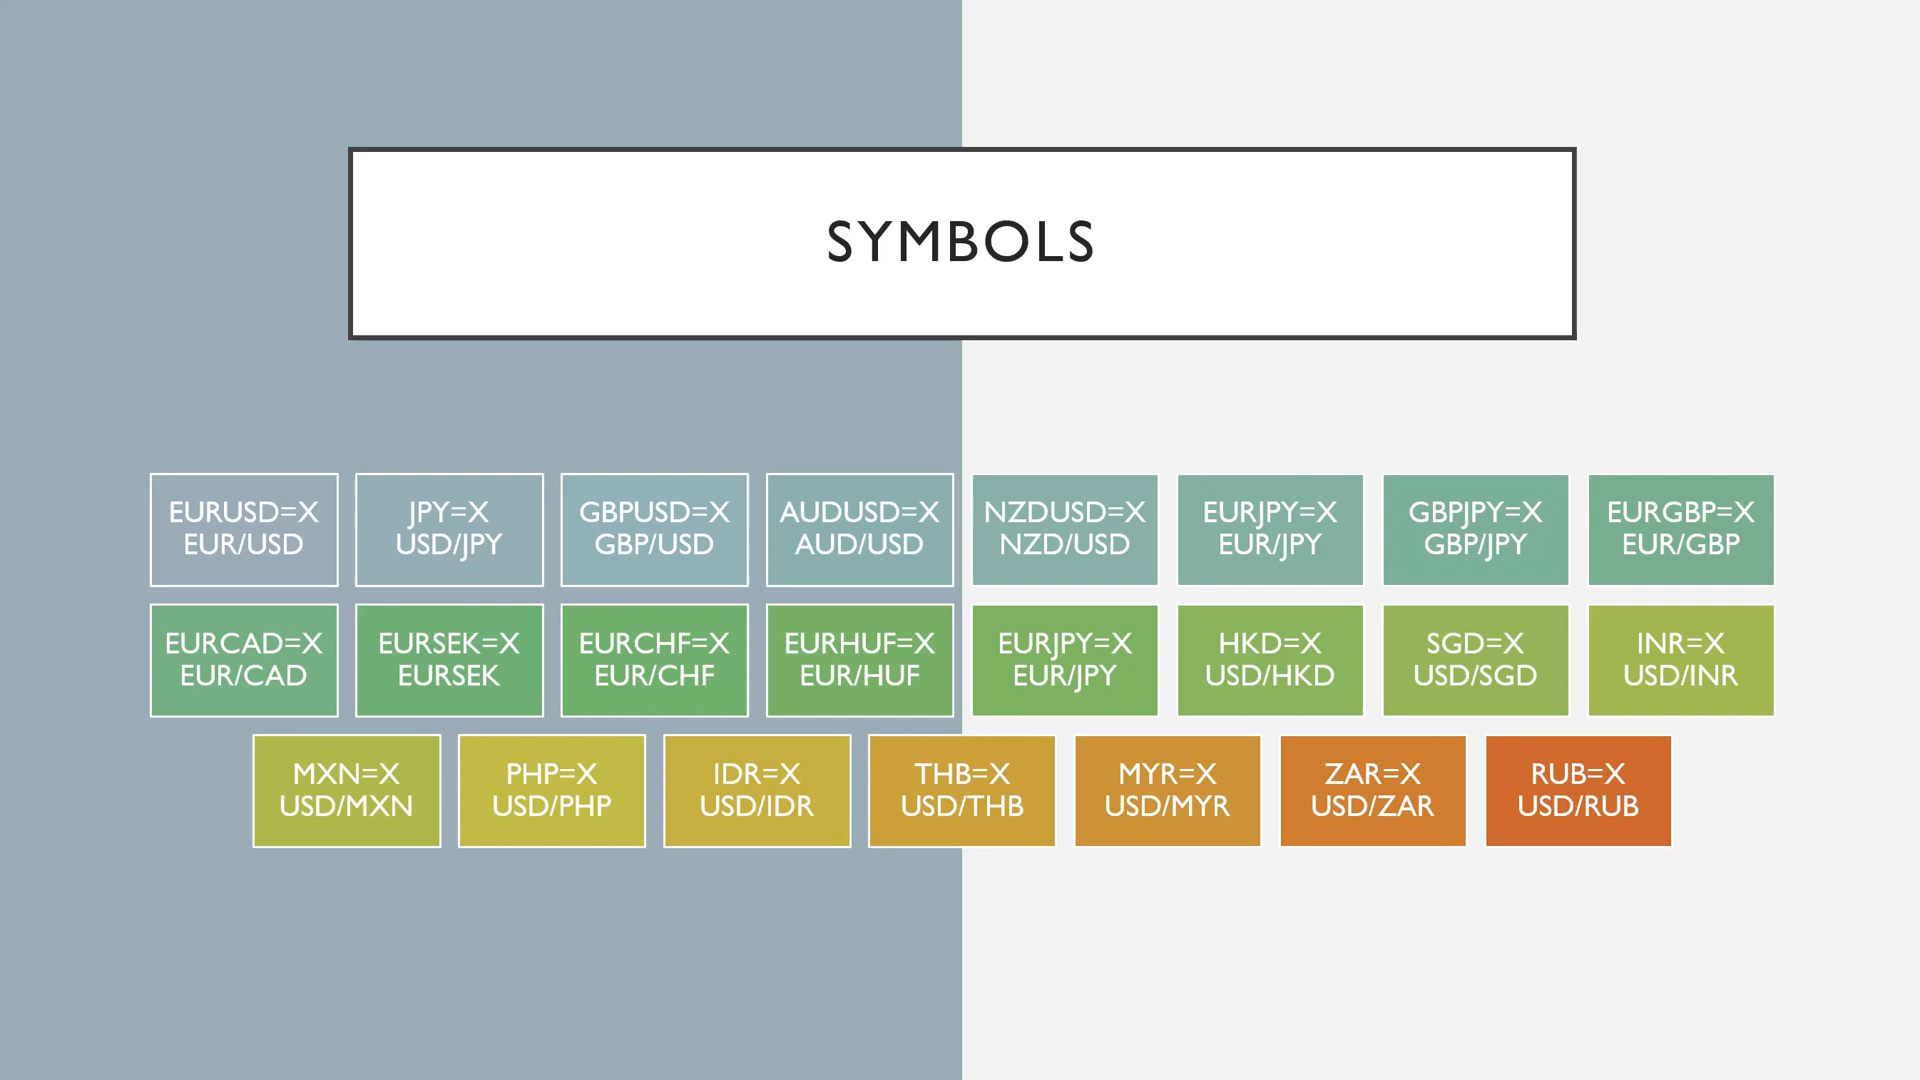 SYMBOLS
EURUSD=X
EUR/USD
JPY=X
USD/JPY
GBPUSD=X
GBP/USD
AUDUSD=X
AUD/USD
NZDUSD=X
NZD/USD
EURJPY=X
EUR/JPY
GBPJPY=X
GBP/JPY
EURGBP=X
EUR/GBP
EURCAD=X
EUR/CAD
EURSEK=X
EURSEK
EURCHF=X
EUR/CHF
EURHUF=X
EUR/HUF
EURJPY=X
EUR/JPY
HKD=X
USD/HKD
SGD=X
USD/SGD
INR=X
USD/INR
MXN=X
USD/MXN
PHP=X
USD/PHP
IDR=X
USD/IDR
THB=X
USD/THB
MYR=X
USD/MYR
ZAR=X
USD/ZAR
RUB=X
USD/RUB